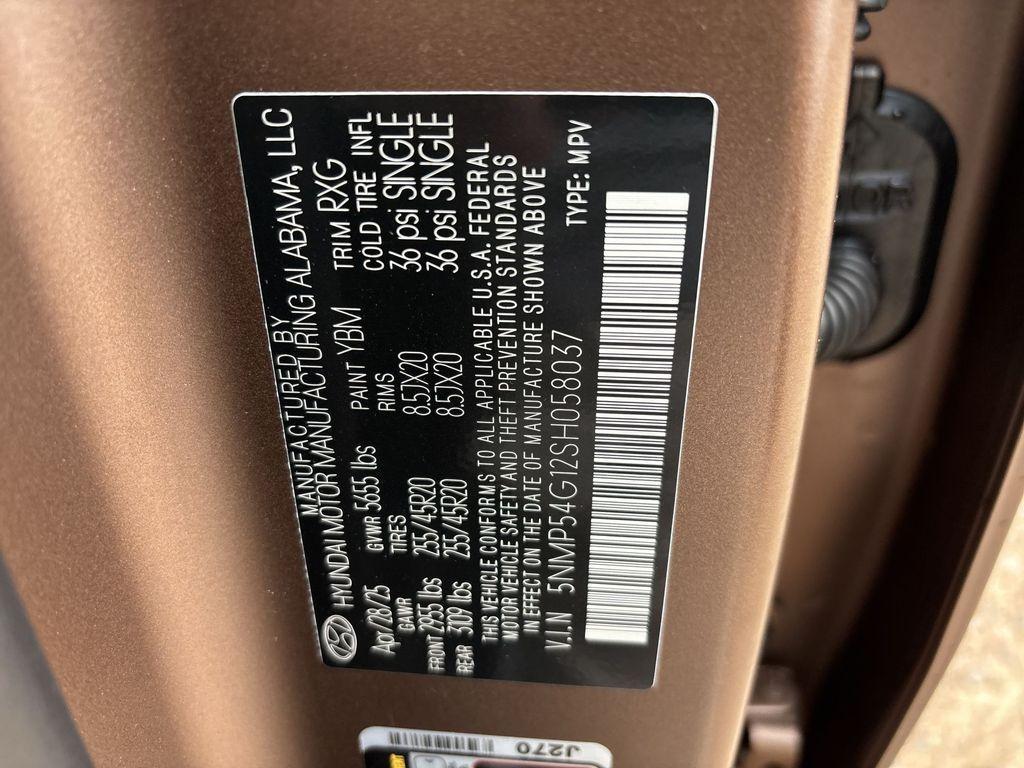 MANUFACTURED BY
HYUNDAI MOTOR MANUFACTURING ALABAMA, LLC
Apr/28/25 GVWR 5655 lbs PAINT YBM TRIM RXG
GAWR TIRES RIMS COLD TIRE INFL
FRONT 2955 lbs 255/45R20 8.5JX20 36 psi SINGLE
REAR 3109 lbs 255/45R20 8.5JX20 36 psi SINGLE
THIS VEHICLE CONFORMS TO ALL APPLICABLE U.S.A. FEDERAL
MOTOR VEHICLE SAFETY AND THEFT PREVENTION STANDARDS
IN EFFECT ON THE DATE OF MANUFACTURE SHOWN ABOVE
V.I.N 5NMP54G12SH058037 TYPE: MPV
J270